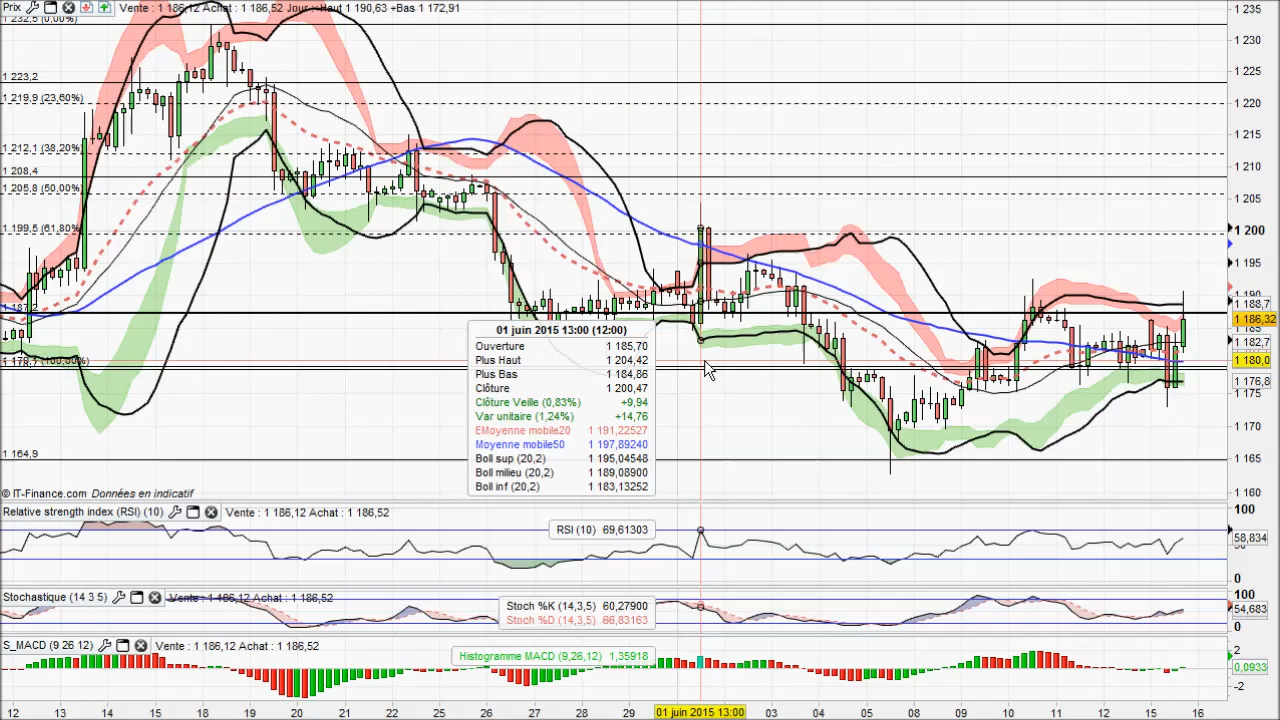 Prix Vente : 1 186,12 Achat : 1 186,52 Jour : +Haut 1 190,63 +Bas 1 172,91
1 232,5 (0,00%)
1 223,2
1 219,9 (23,60%)
1 212,1 (38,20%)
1 208,4
1 205,8 (50,00%)
1 199,5 (61,80%)
1 187,2
1 178,7 (100,00%)
1 164,9
1 235
1 230
1 225
1 220
1 215
1 210
1 205
1 200
1 195
1 190
1 188,7
1 186,32
1 185
1 182,7
1 180,0
1 176,8
1 175
1 170
1 165
1 160
01 juin 2015 13:00 (12:00)
Ouverture 1 185,70
Plus Haut 1 204,42
Plus Bas 1 184,86
Clôture 1 200,47
Clôture Veille (0,83%) +9,94
Var unitaire (1,24%) +14,76
EMoyenne mobile20 1 191,22527
Moyenne mobile50 1 197,89240
Boll sup (20,2) 1 195,04548
Boll milieu (20,2) 1 189,08900
Boll inf (20,2) 1 183,13252
© IT-Finance.com Données en indicatif
Relative strength index (RSI) (10) Vente : 1 186,12 Achat : 1 186,52
RSI (10) 69,61303
100
58,834
50
0
Stochastique (14 3 5) Vente : 1 186,12 Achat : 1 186,52
Stoch %K (14,3,5) 60,27900
Stoch %D (14,3,5) 66,83163
100
54,683
0
S_MACD (9 26 12) Vente : 1 186,12 Achat : 1 186,52
Histogramme MACD (9,26,12) 1,35918
2
0,0933
-2
12 13 14 15 18 19 20 21 22 25 26 27 28 29 01 juin 2015 13:00 03 04 05 08 09 10 11 12 15 16